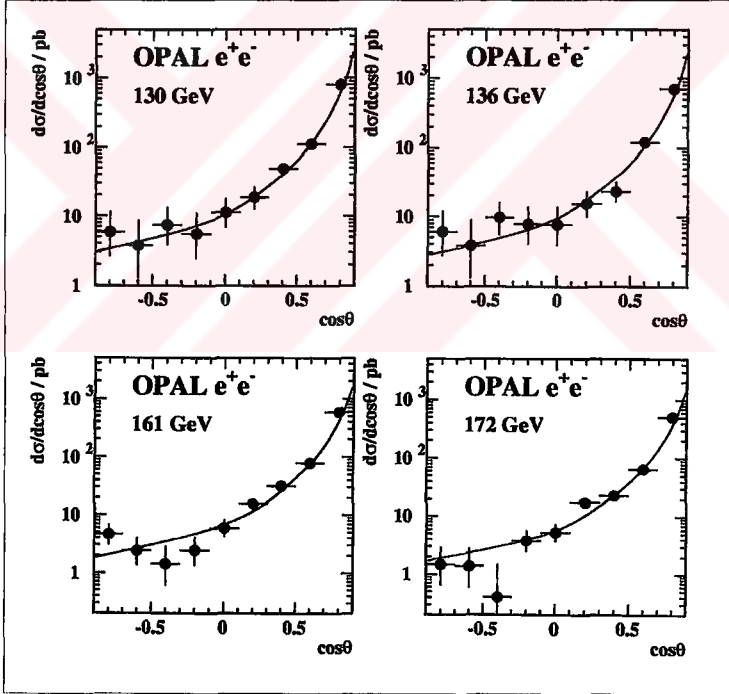 dσ/dcosθ / pb
OPAL e⁺e⁻
130 GeV
10³
10²
10
1
-0.5 0 0.5
cosθ
dσ/dcosθ / pb
OPAL e⁺e⁻
136 GeV
10³
10²
10
1
-0.5 0 0.5
cosθ
dσ/dcosθ / pb
OPAL e⁺e⁻
161 GeV
10³
10²
10
1
-0.5 0 0.5
cosθ
dσ/dcosθ / pb
OPAL e⁺e⁻
172 GeV
10³
10²
10
1
-0.5 0 0.5
cosθ